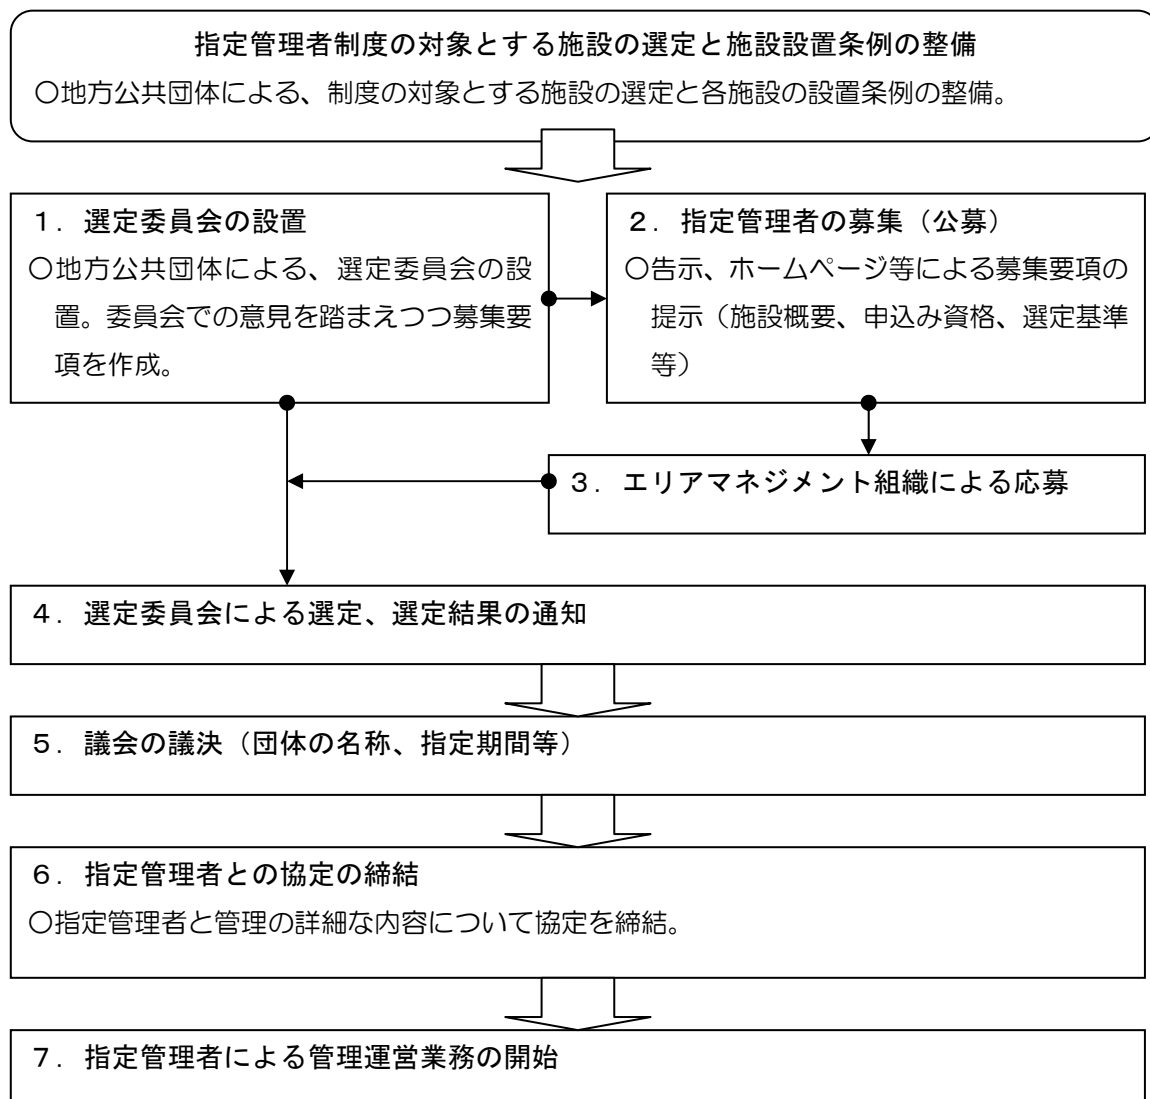 指定管理者制度の対象とする施設の選定と施設設置条例の整備
〇地方公共団体による、制度の対象とする施設の選定と各施設の設置条例の整備。
１．選定委員会の設置
〇地方公共団体による、選定委員会の設
置。委員会での意見を踏まえつつ募集要
項を作成。
２．指定管理者の募集（公募）
〇告示、ホームページ等による募集要項の
提示（施設概要、申込み資格、選定基準
等）
３．エリアマネジメント組織による応募
４．選定委員会による選定、選定結果の通知
５．議会の議決（団体の名称、指定期間等）
６．指定管理者との協定の締結
〇指定管理者と管理の詳細な内容について協定を締結。
７．指定管理者による管理運営業務の開始